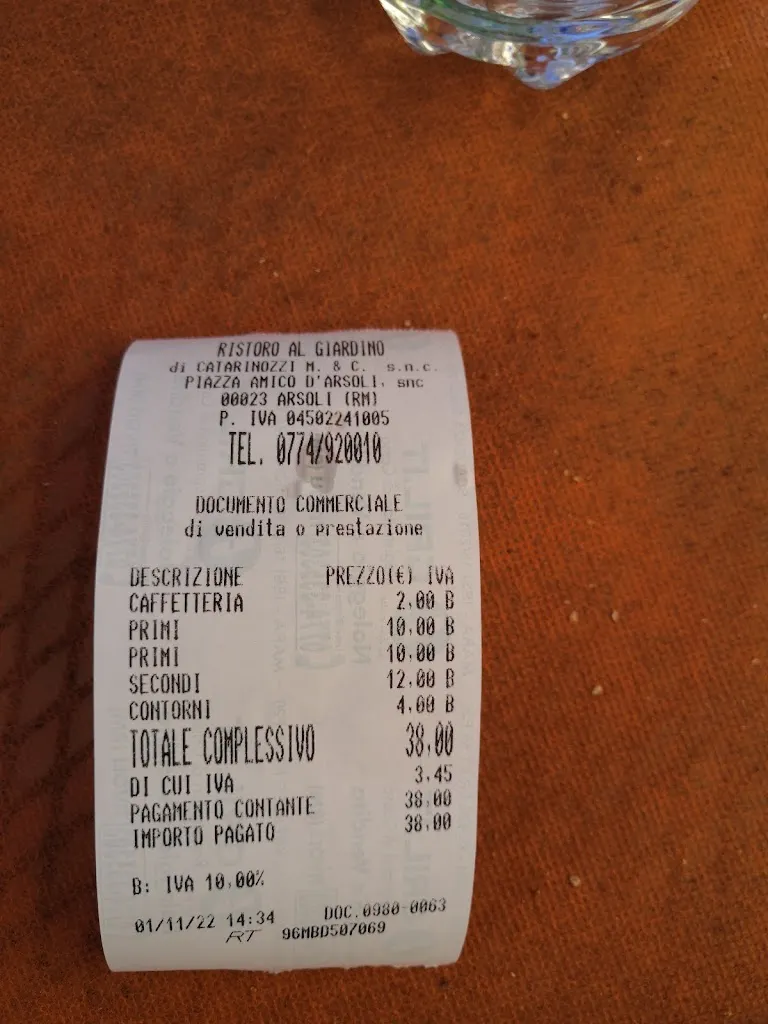 RISTORO AL GIARDINO
di CATARINOZZI M. & C. s.n.c.
PIAZZA AMICO D'ARSOLI, snc
00023 ARSOLI (RM)
P. IVA 04502241005
TEL. 0774/920010
DOCUMENTO COMMERCIALE
di vendita o prestazione
DESCRIZIONE PREZZO(€) IVA
CAFFETTERIA 2,00 B
PRIMI 10,00 B
PRIMI 10,00 B
SECONDI 12,00 B
CONTORNI 4,00 B
TOTALE COMPLESSIVO 38,00
DI CUI IVA 3,45
PAGAMENTO CONTANTE 38,00
IMPORTO PAGATO 38,00
B: IVA 10,00%
01/11/22 14:34 DOC.0980-0063
RT 96MBD507069